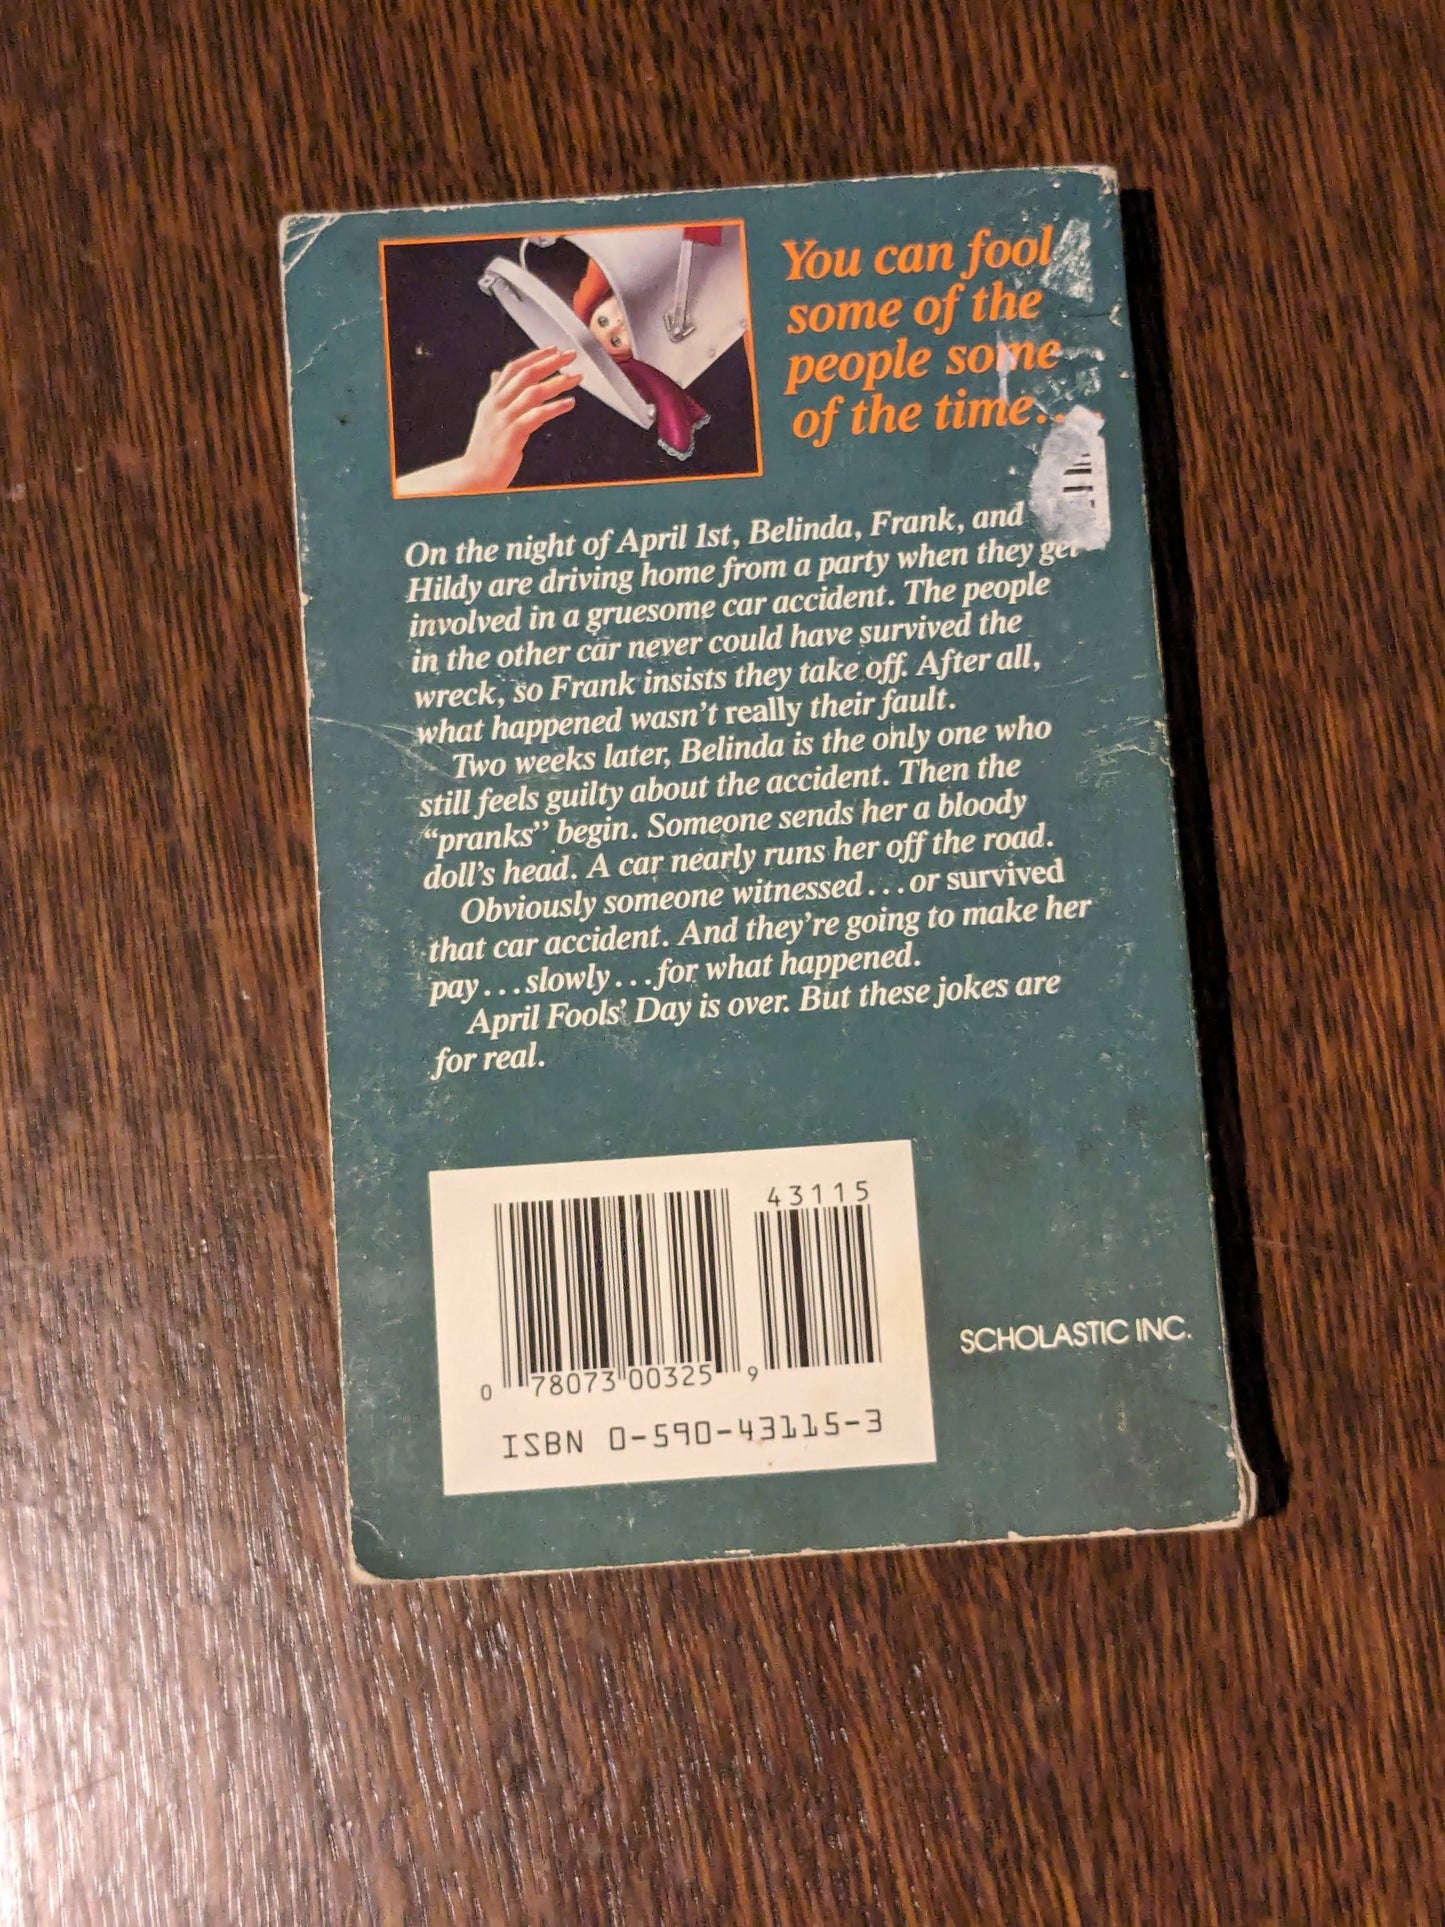 You can fool
some of the
people some
of the time....
On the night of April 1st, Belinda, Frank, and
Hildy are driving home from a party when they get
involved in a gruesome car accident. The people
in the other car never could have survived the
wreck, so Frank insists they take off. After all,
what happened wasn't really their fault.
Two weeks later, Belinda is the only one who
still feels guilty about the accident. Then the
“pranks” begin. Someone sends her a bloody
doll's head. A car nearly runs her off the road.
Obviously someone witnessed...or survived
that car accident. And they're going to make her
pay...slowly...for what happened.
April Fools' Day is over. But these jokes are
for real.
43115
0 78073 00325 9
ISBN 0-590-43115-3
SCHOLASTIC INC.